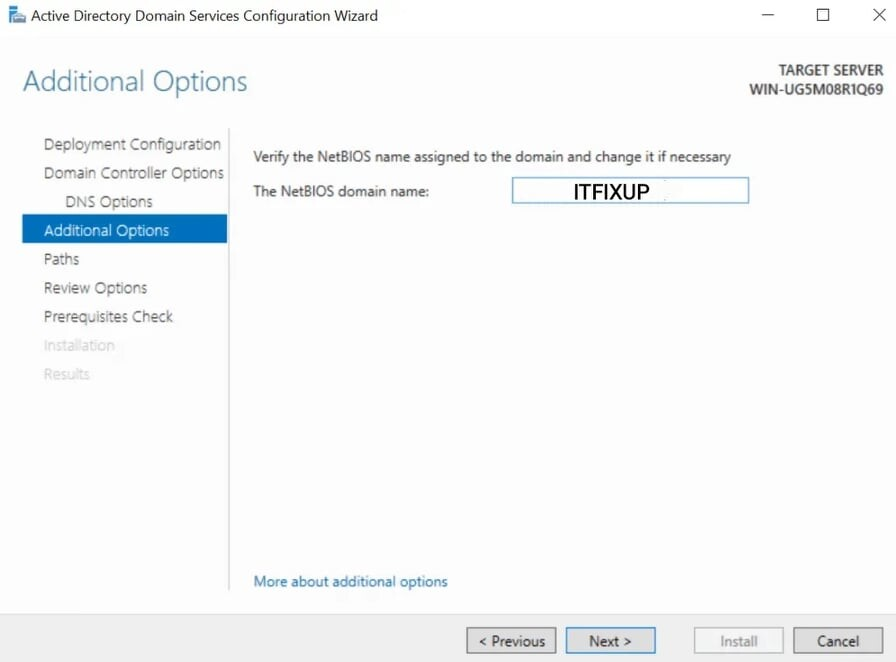 Active Directory Domain Services Configuration Wizard
Additional Options
TARGET SERVER
WIN-UG5M08R1Q69
Deployment Configuration
Domain Controller Options
DNS Options
Additional Options
Paths
Review Options
Prerequisites Check
Installation
Results
Verify the NetBIOS name assigned to the domain and change it if necessary
The NetBIOS domain name: ITFIXUP
More about additional options
< Previous Next > Install Cancel